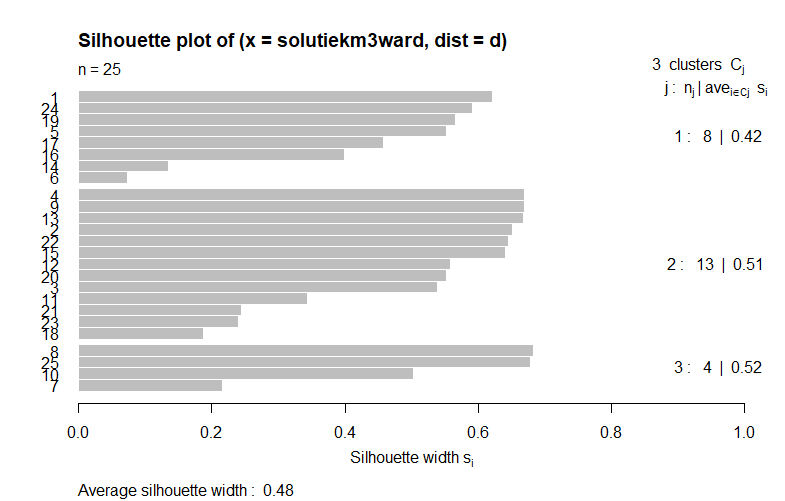 Silhouette plot of (x = solutiekm3ward, dist = d)
n = 25
3 clusters Cj
j : nj | avei∈Cj si
1
24
19
5
17
16
14
6
1 : 8 | 0.42
4
9
13
2
22
15
12
20
3
11
21
23
18
2 : 13 | 0.51
8
25
10
7
3 : 4 | 0.52
0.0 0.2 0.4 0.6 0.8 1.0
Silhouette width si
Average silhouette width : 0.48